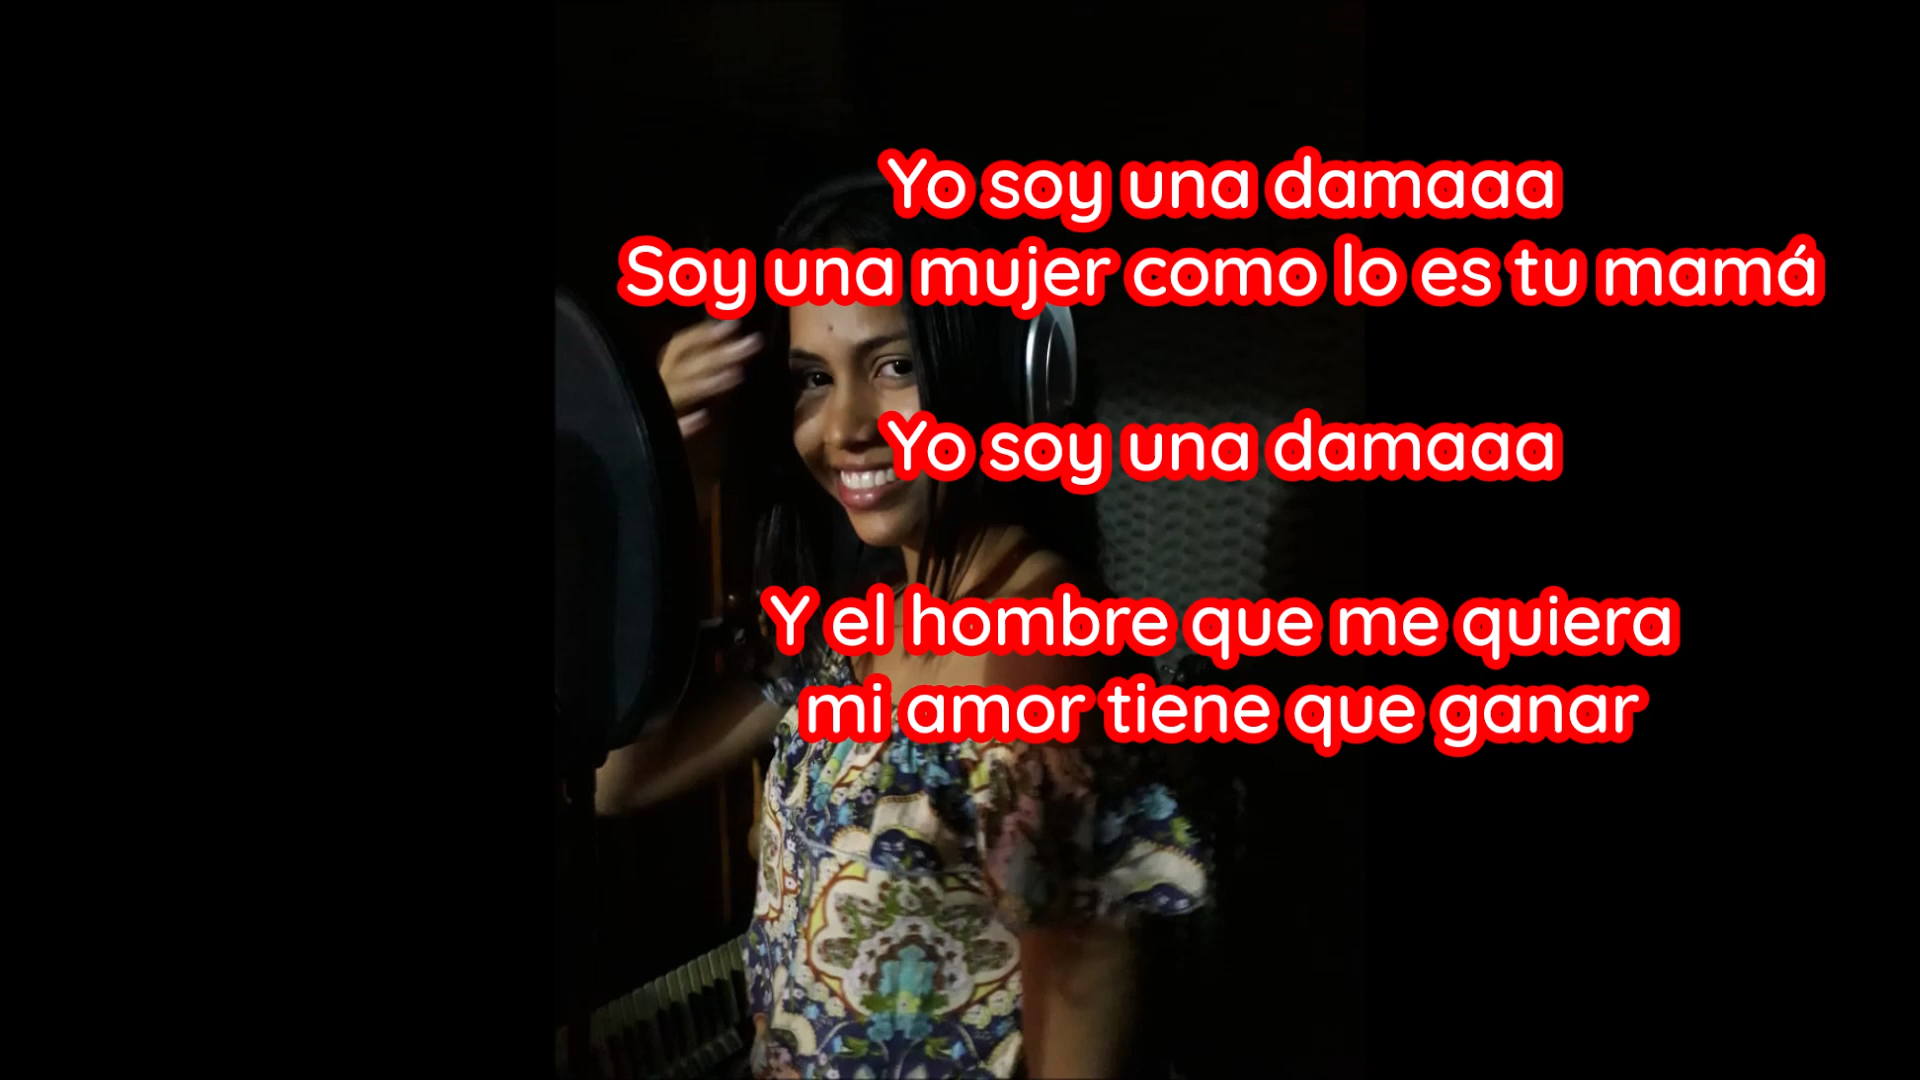 Yo soy una damaaa
Soy una mujer como lo es tu mamá
Yo soy una damaaa
Y el hombre que me quiera
mi amor tiene que ganar